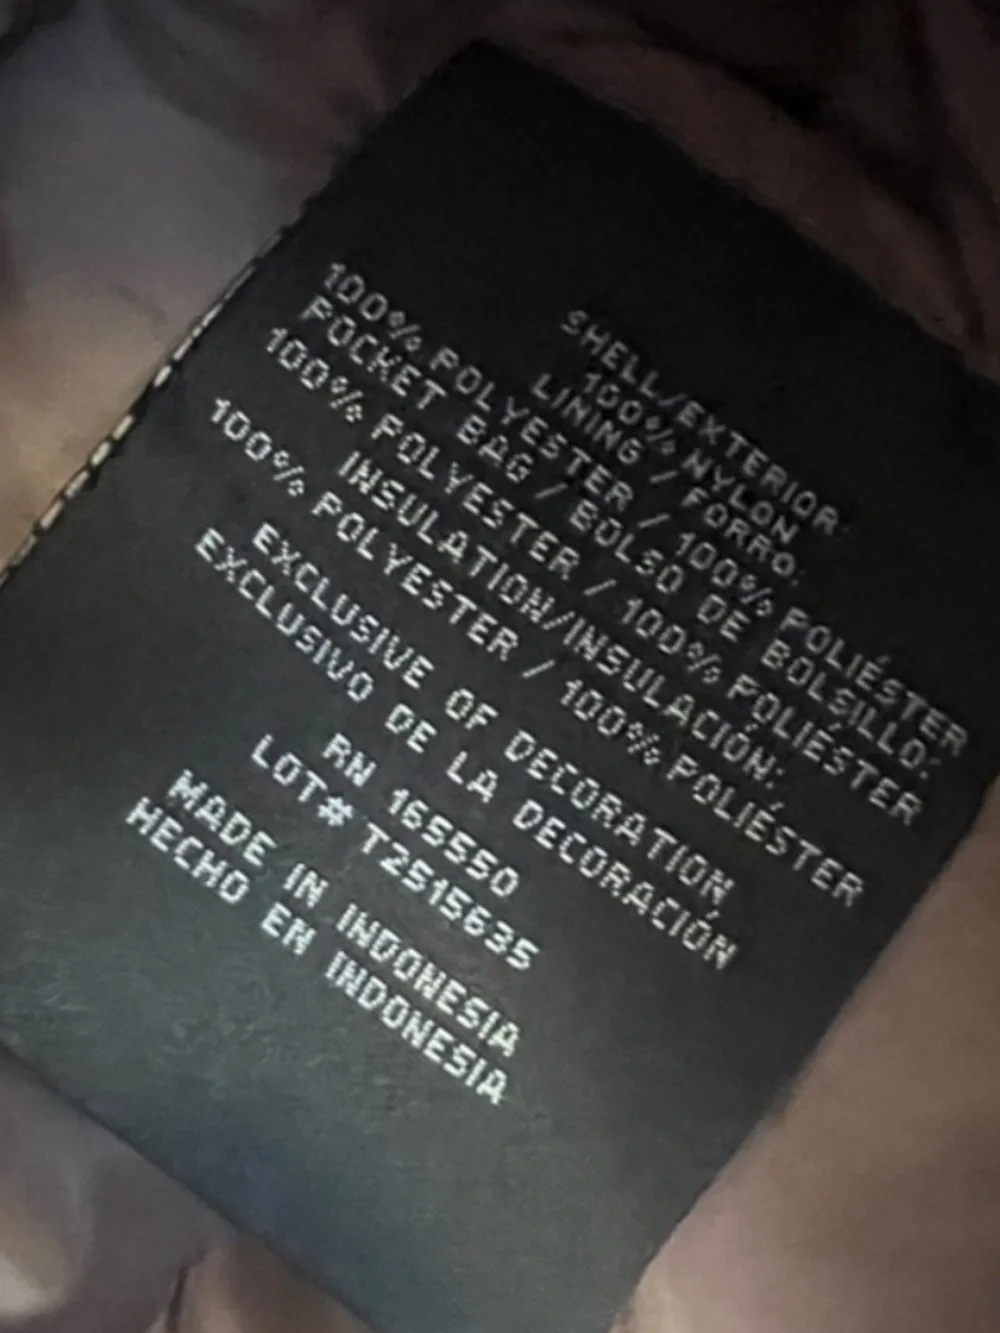 SHELL/EXTERIOR:
100% NYLON
LINING / FORRO:
100% POLYESTER / 100% POLIÉSTER
POCKET BAG / BOLSO DE BOLSILLO:
100% POLYESTER / 100% POLIÉSTER
INSULATION/INSULACIÓN:
100% POLYESTER / 100% POLIÉSTER
EXCLUSIVE OF DECORATION,
EXCLUSIVO DE LA DECORACIÓN
RN 165550
LOT# T2515635
MADE IN INDONESIA
HECHO EN INDONESIA